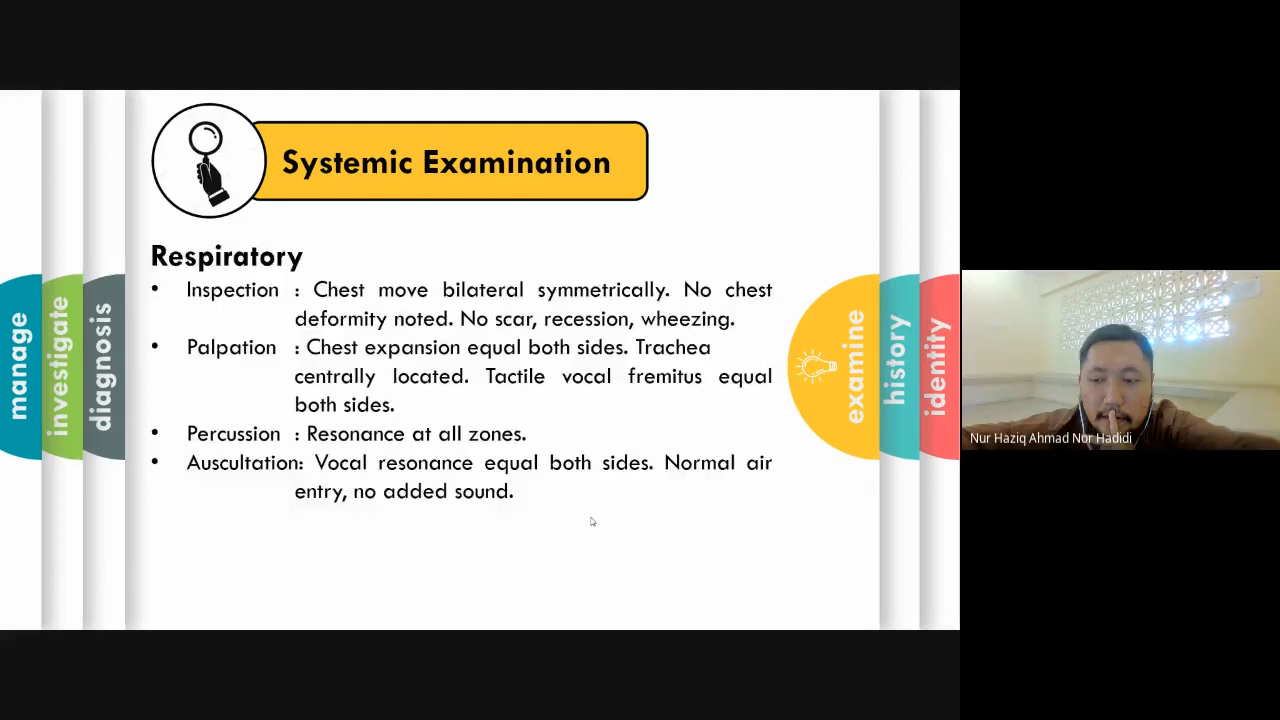 Systemic Examination
Respiratory
• Inspection : Chest move bilateral symmetrically. No chest
deformity noted. No scar, recession, wheezing.
• Palpation : Chest expansion equal both sides. Trachea
centrally located. Tactile vocal fremitus equal
both sides.
• Percussion : Resonance at all zones.
• Auscultation: Vocal resonance equal both sides. Normal air
entry, no added sound.
manage
investigate
diagnosis
examine
history
identity
Nur Haziq Ahmad Nor Hadidi